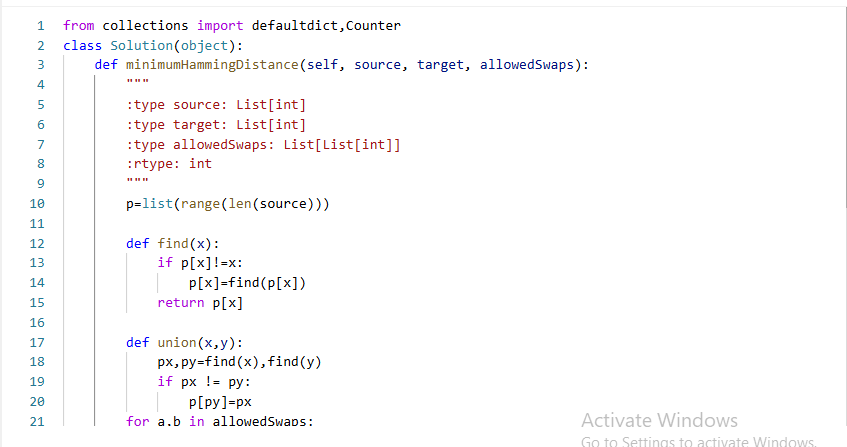 1 from collections import defaultdict,Counter
2 class Solution(object):
3     def minimumHammingDistance(self, source, target, allowedSwaps):
4         """
5         :type source: List[int]
6         :type target: List[int]
7         :type allowedSwaps: List[List[int]]
8         :rtype: int
9         """
10         p=list(range(len(source)))
11
12         def find(x):
13             if p[x]!=x:
14                 p[x]=find(p[x])
15             return p[x]
16
17         def union(x,y):
18             px,py=find(x),find(y)
19             if px != py:
20                 p[py]=px
21         for a,b in allowedSwaps:
Activate Windows
Go to Settings to activate Windows.